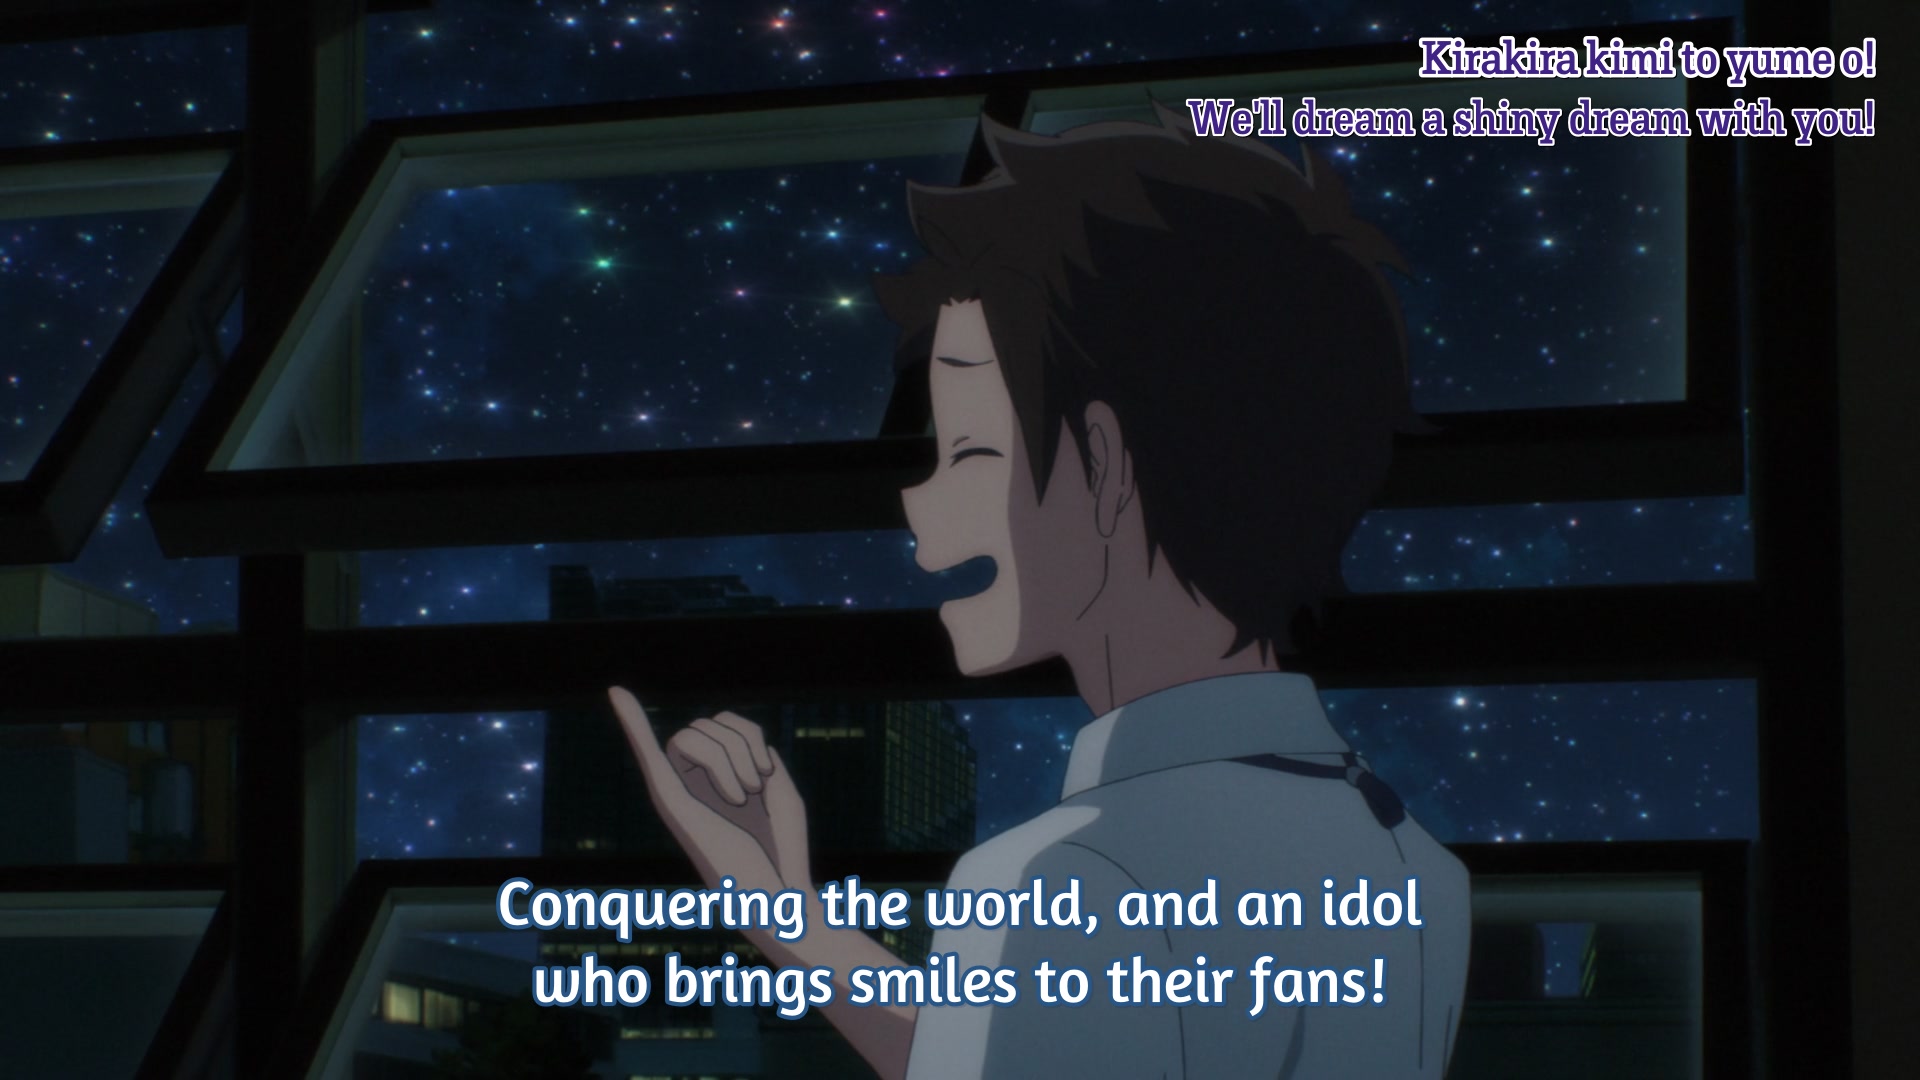 Kirakira kimi to yume o!
We'll dream a shiny dream with you!
Conquering the world, and an idol
who brings smiles to their fans!